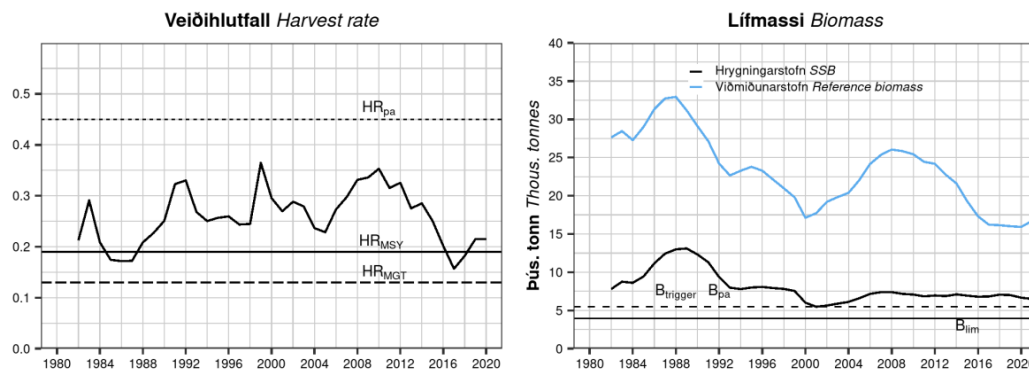 Veiðihlutfall Harvest rate
0.5
0.4
0.3
0.2
0.1
0.0
HRpa
HRMSY
HRMGT
1980 1984 1988 1992 1996 2000 2004 2008 2012 2016 2020
Lífmassi Biomass
Þús. tonn Thous. tonnes
40
35
30
25
20
15
10
5
0
Hrygningarstofn SSB
Viðmiðunarstofn Reference biomass
Btrigger Bpa
Blim
1980 1984 1988 1992 1996 2000 2004 2008 2012 2016 2020